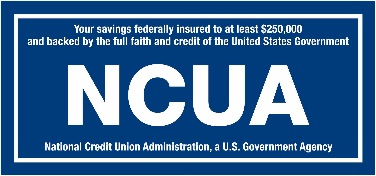 Your savings federally insured to at least $250,000
and backed by the full faith and credit of the United States Government
NCUA
National Credit Union Administration, a U.S. Government Agency